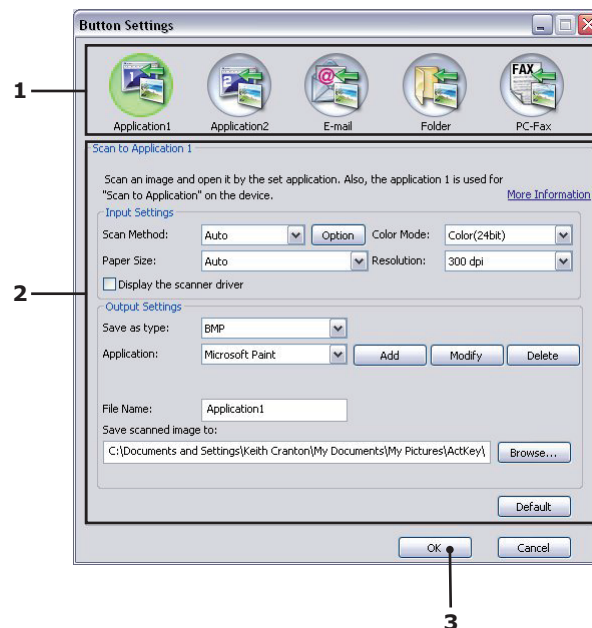 Button Settings
1
1
2
@
FAX
Application1 Application2 E-mail Folder PC-Fax
Scan to Application 1
Scan an image and open it by the set application. Also, the application 1 is used for
"Scan to Application" on the device. More Information
Input Settings
Scan Method: Auto Option Color Mode: Color(24bit)
Paper Size: Auto Resolution: 300 dpi
Display the scanner driver
2
Output Settings
Save as type: BMP
Application: Microsoft Paint Add Modify Delete
File Name: Application1
Save scanned image to:
C:\Documents and Settings\Keith Cranton\My Documents\My Pictures\ActKey\ Browse...
Default
OK Cancel
3